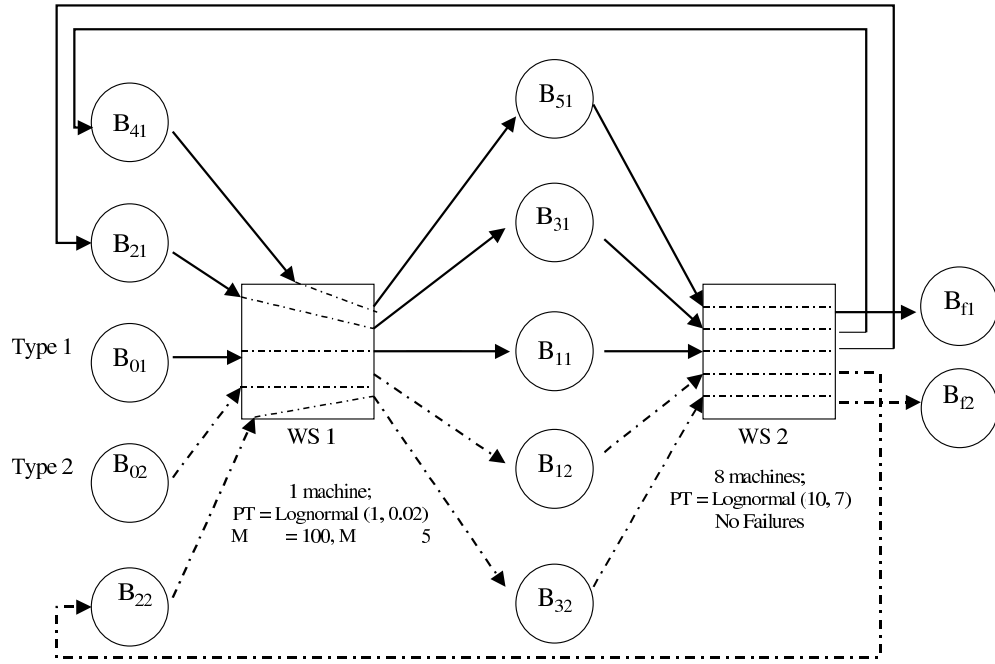 B51
B41
B31
B21
Bf1
Type 1
B01
B11
Bf2
WS 1
WS 2
Type 2
B02
B12
8 machines;
PT = Lognormal (10, 7)
No Failures
1 machine;
PT = Lognormal (1, 0.02)
M = 100, M 5
B22
B32